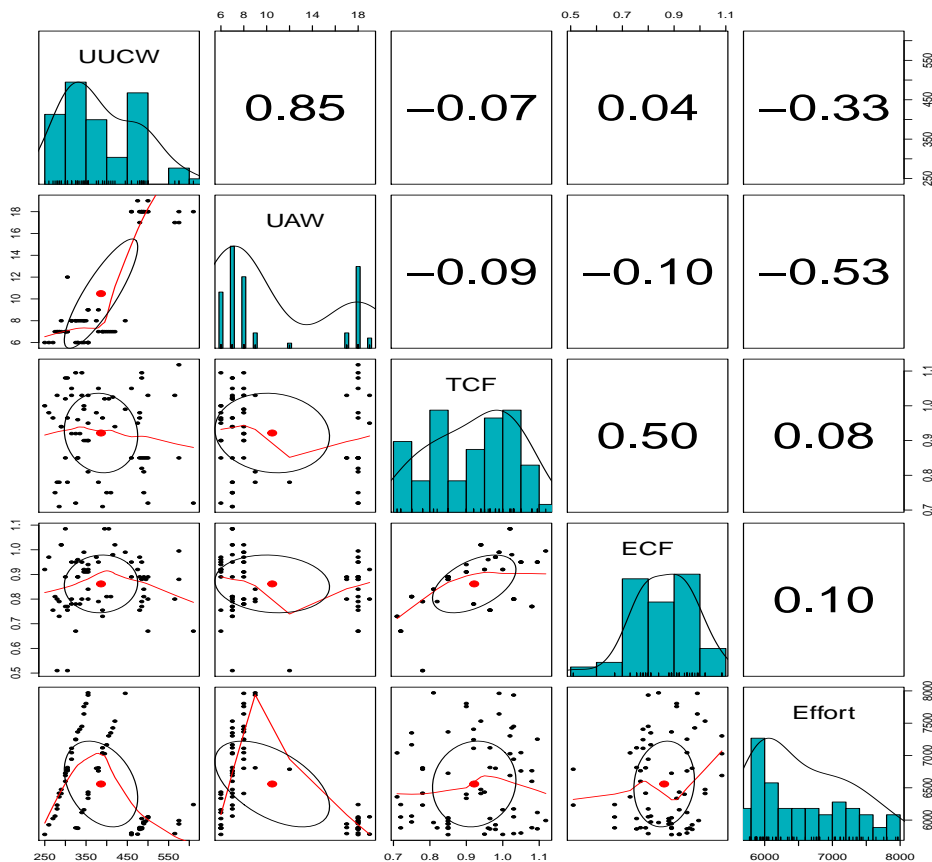 6 10 14 18 0.5 0.7 0.9 1.1
UUCW 0.85 −0.07 0.04 −0.33
250 350 450 550
6 8 10 12 14 16 18
UAW −0.09 −0.10 −0.53
TCF 0.50 0.08
0.7 0.8 0.9 1.0 1.1
0.5 0.6 0.7 0.8 0.9 1.0 1.1
ECF 0.10
Effort
6000 6500 7000 7500 8000
250 350 450 550 0.7 0.8 0.9 1.0 1.1 6000 7000 8000